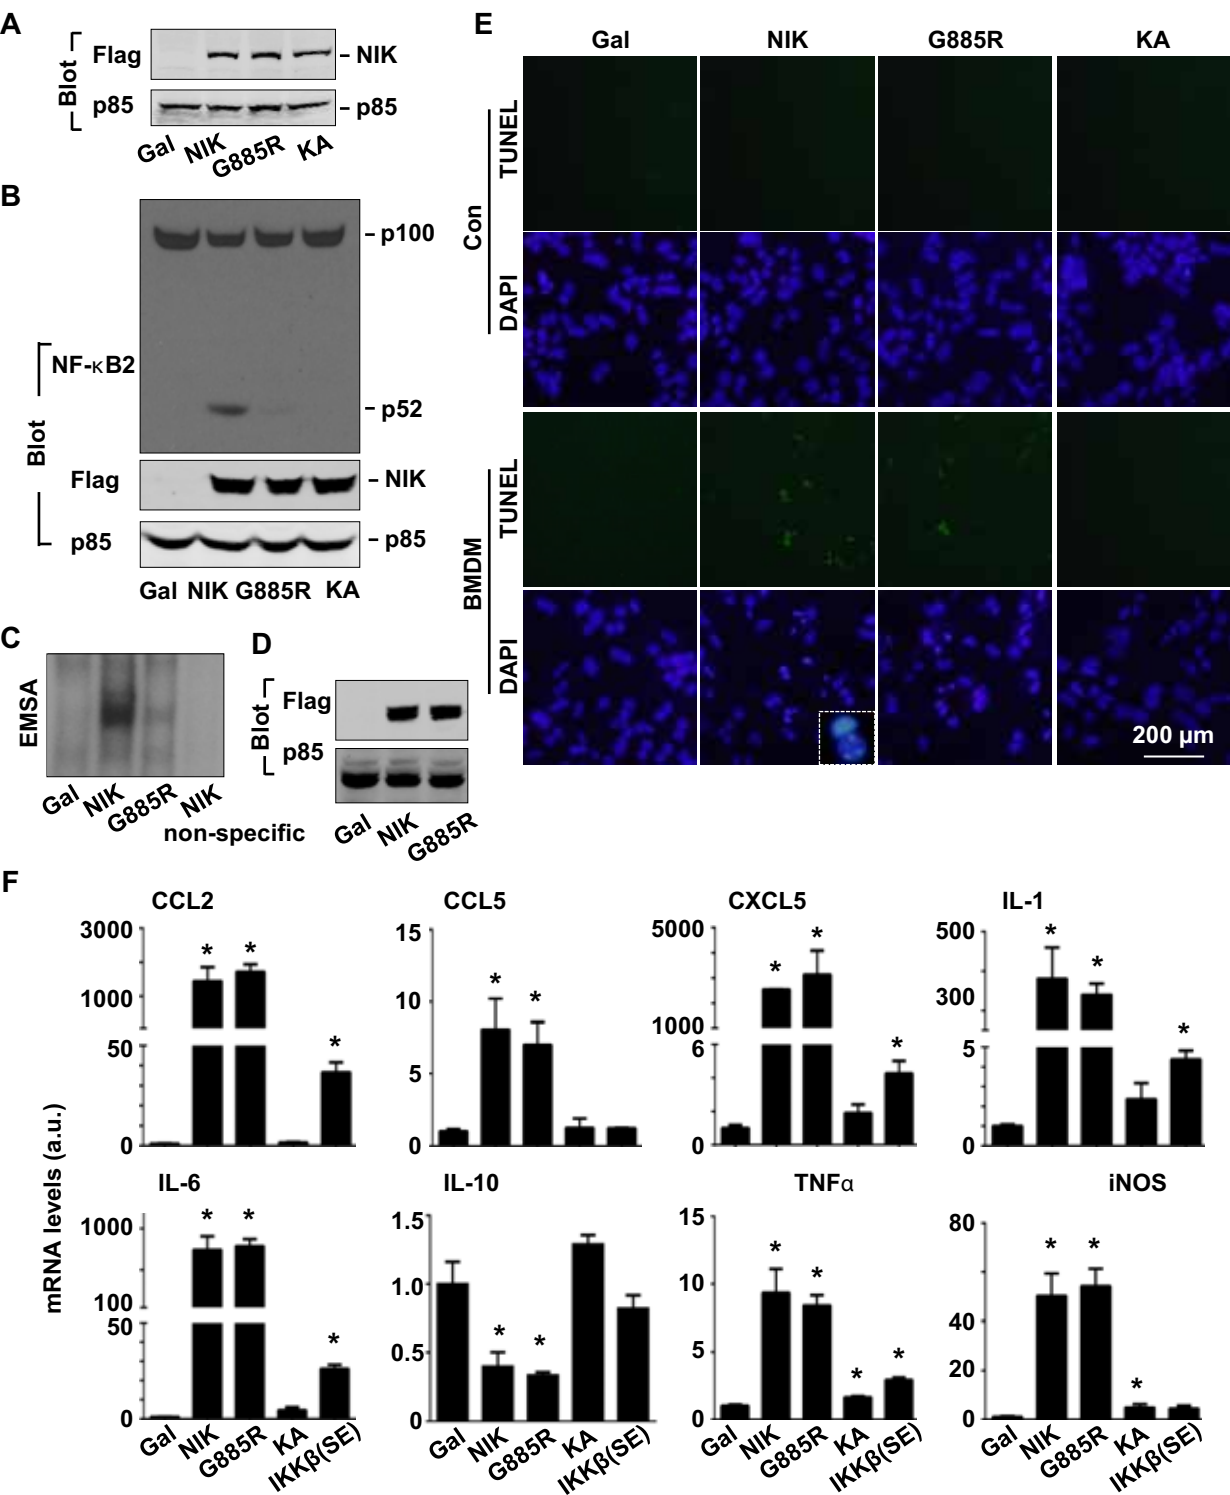 A
Blot
Flag
NIK
p85
p85
Gal NIK G885R KA
B
p100
NF-κB2
p52
Blot
Flag
NIK
p85
p85
Gal NIK G885R KA
C
EMSA
Gal NIK G885R NIK
non-specific
D
Blot
Flag
p85
Gal NIK G885R
E
Gal NIK G885R KA
Con
TUNEL
DAPI
BMDM
TUNEL
DAPI
200 µm
F
mRNA levels (a.u.)
CCL2
3000
1000
50
0
* * *
CCL5
15
10
5
0
* *
CXCL5
5000
1000
6
0
* * *
IL-1
500
300
5
0
* * *
IL-6
1000
100
50
0
* * *
Gal NIK G885R KA IKKβ(SE)
IL-10
1.5
1.0
0.5
0
* *
Gal NIK G885R KA IKKβ(SE)
TNFα
15
10
5
0
* * * *
Gal NIK G885R KA IKKβ(SE)
iNOS
80
40
20
0
* * *
Gal NIK G885R KA IKKβ(SE)